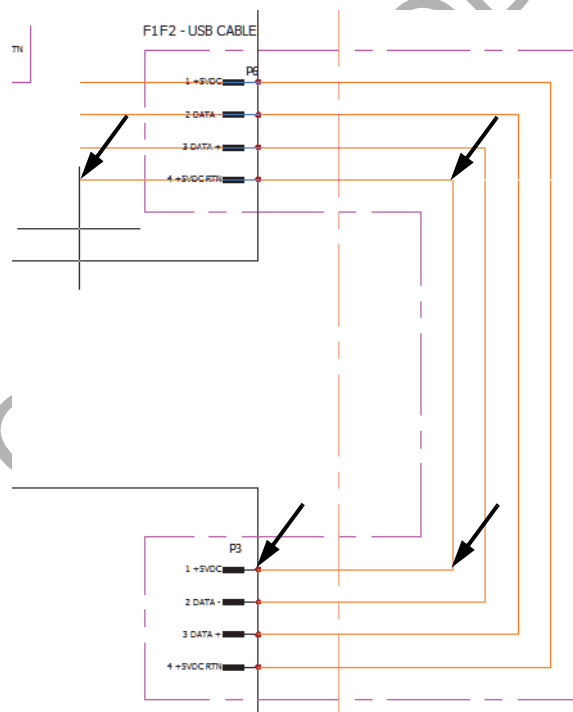 F1F2 - USB CABLE
TN
P6
1 +5VDC
2 DATA -
3 DATA +
4 +5VDC RTN
P3
1 +5VDC
2 DATA -
3 DATA +
4 +5VDC RTN